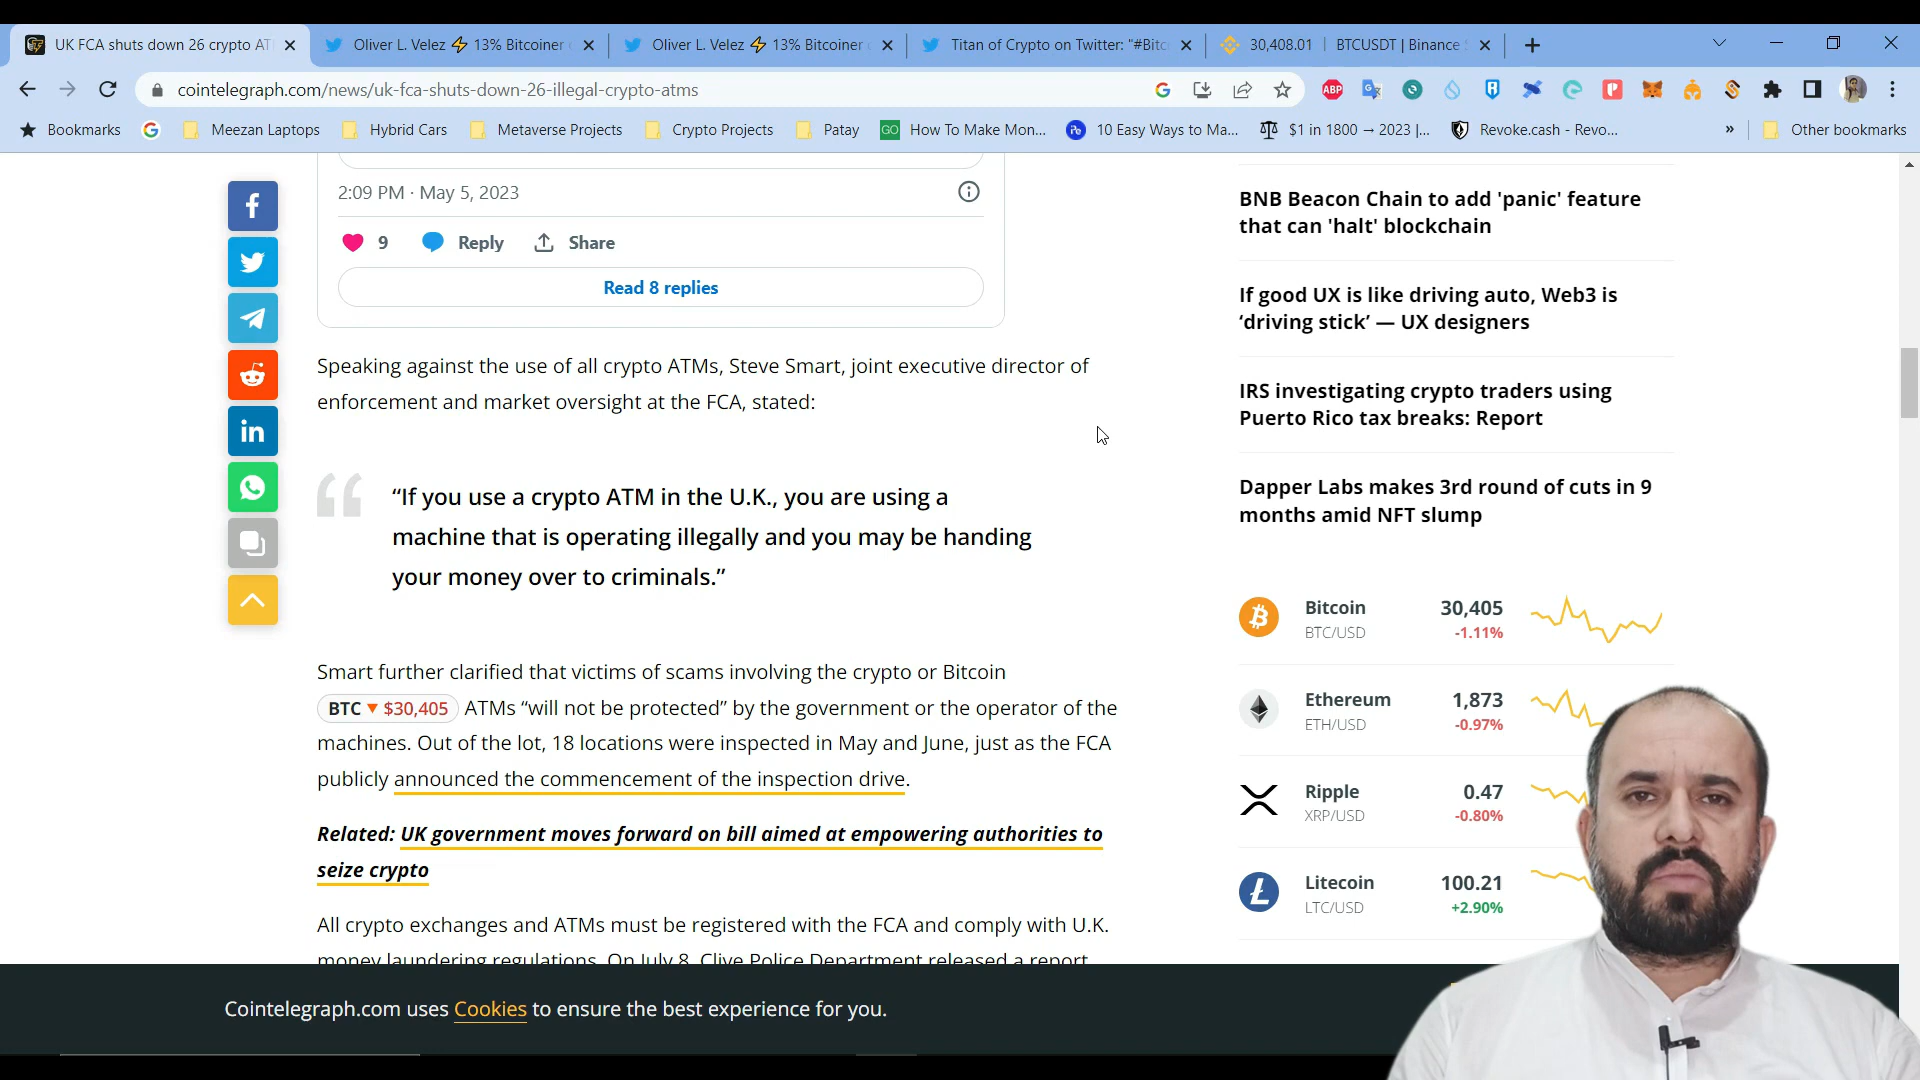 UK FCA shuts down 26 crypto AT
Oliver L. Velez ⚡ 13% Bitcoiner
Oliver L. Velez ⚡ 13% Bitcoiner
Titan of Crypto on Twitter: "#Bitc
30,408.01 | BTCUSDT | Binance
cointelegraph.com/news/uk-fca-shuts-down-26-illegal-crypto-atms
ABP
Bookmarks
Meezan Laptops
Hybrid Cars
Metaverse Projects
Crypto Projects
Patay
GO
How To Make Mon...
10 Easy Ways to Ma...
$1 in 1800 → 2023 |...
Revoke.cash - Revo...
»
Other bookmarks
2:09 PM · May 5, 2023
9
Reply
Share
Read 8 replies
Speaking against the use of all crypto ATMs, Steve Smart, joint executive director of
enforcement and market oversight at the FCA, stated:
“If you use a crypto ATM in the U.K., you are using a
machine that is operating illegally and you may be handing
your money over to criminals.”
Smart further clarified that victims of scams involving the crypto or Bitcoin
BTC ▼ $30,405 ATMs “will not be protected” by the government or the operator of the
machines. Out of the lot, 18 locations were inspected in May and June, just as the FCA
publicly announced the commencement of the inspection drive.
Related: UK government moves forward on bill aimed at empowering authorities to
seize crypto
All crypto exchanges and ATMs must be registered with the FCA and comply with U.K.
money laundering regulations. On July 8, Clive Police Department released a report
BNB Beacon Chain to add 'panic' feature
that can 'halt' blockchain
If good UX is like driving auto, Web3 is
‘driving stick’ — UX designers
IRS investigating crypto traders using
Puerto Rico tax breaks: Report
Dapper Labs makes 3rd round of cuts in 9
months amid NFT slump
Bitcoin 30,405
BTC/USD -1.11%
Ethereum 1,873
ETH/USD -0.97%
Ripple 0.47
XRP/USD -0.80%
Litecoin 100.21
LTC/USD +2.90%
Cointelegraph.com uses Cookies to ensure the best experience for you.